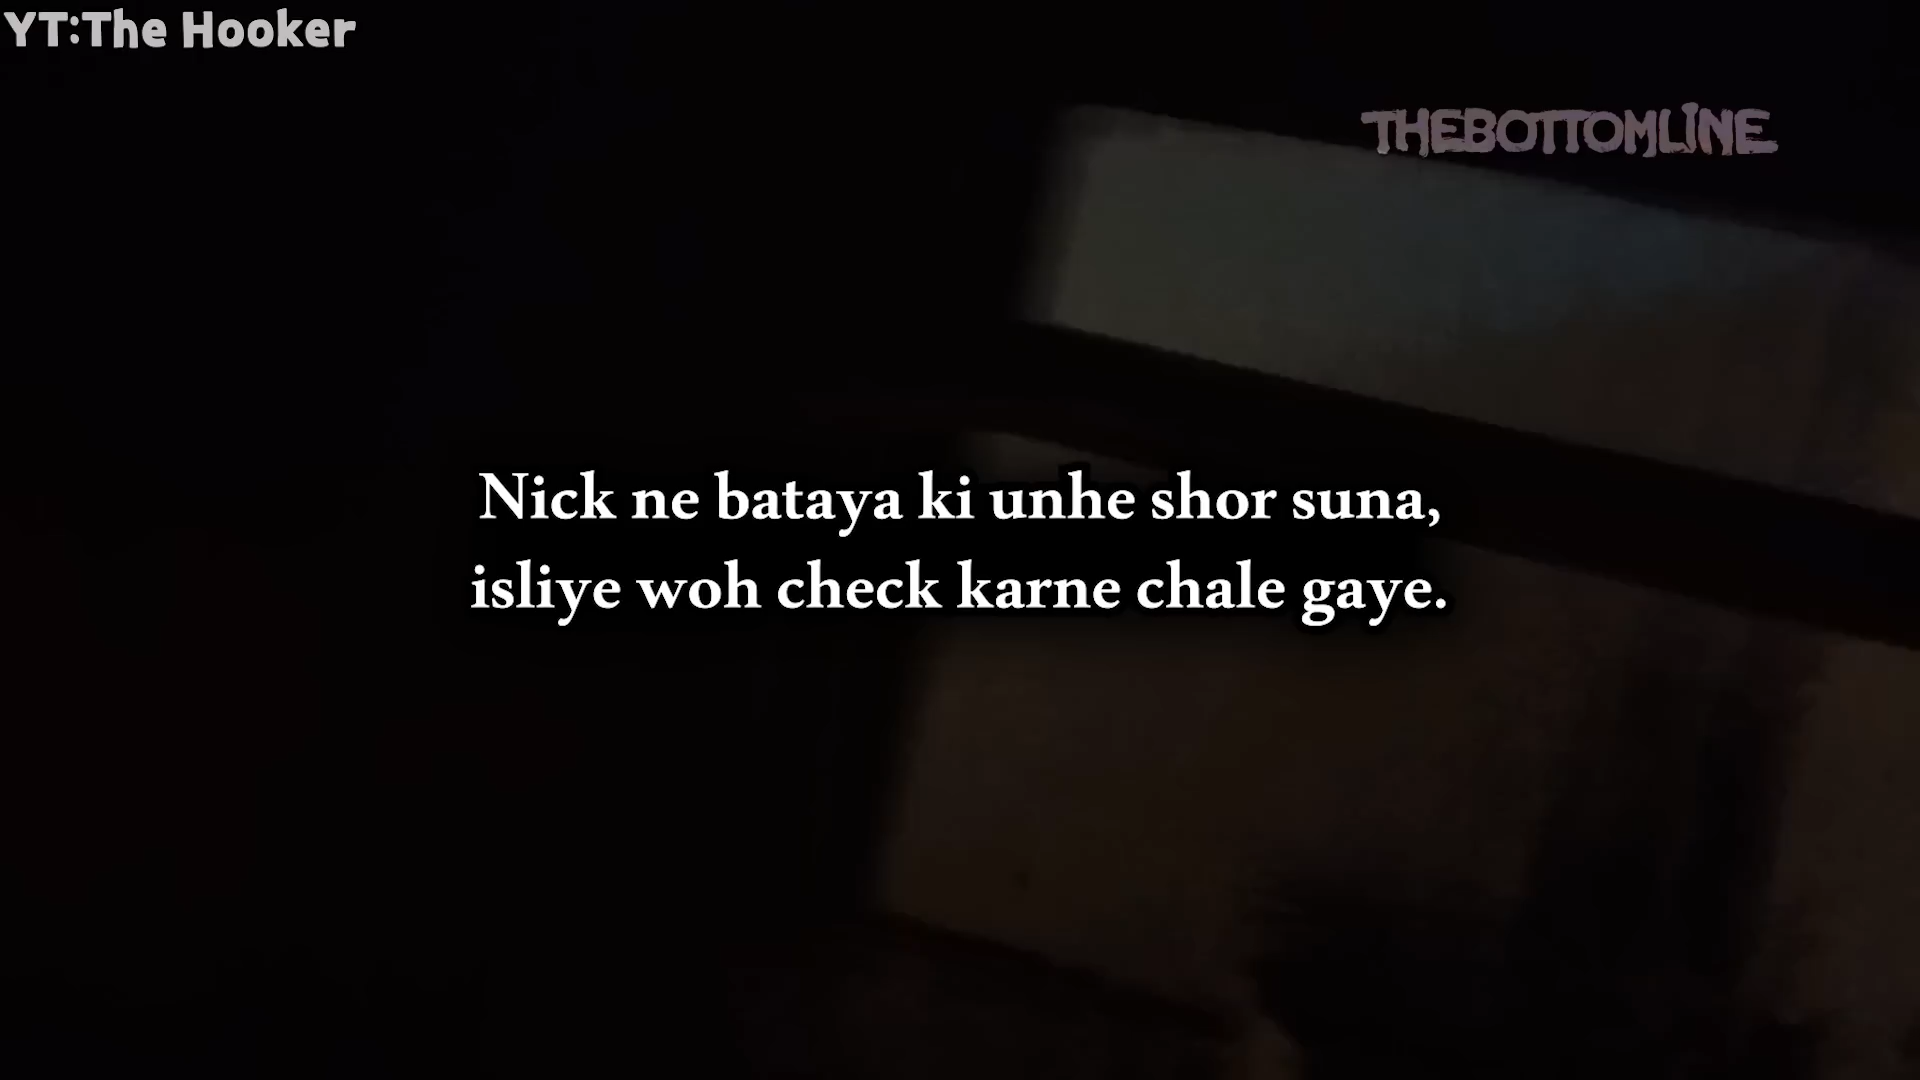 YT:The Hooker
THEBOTTOMLINE
Nick ne bataya ki unhe shor suna,
isliye woh check karne chale gaye.